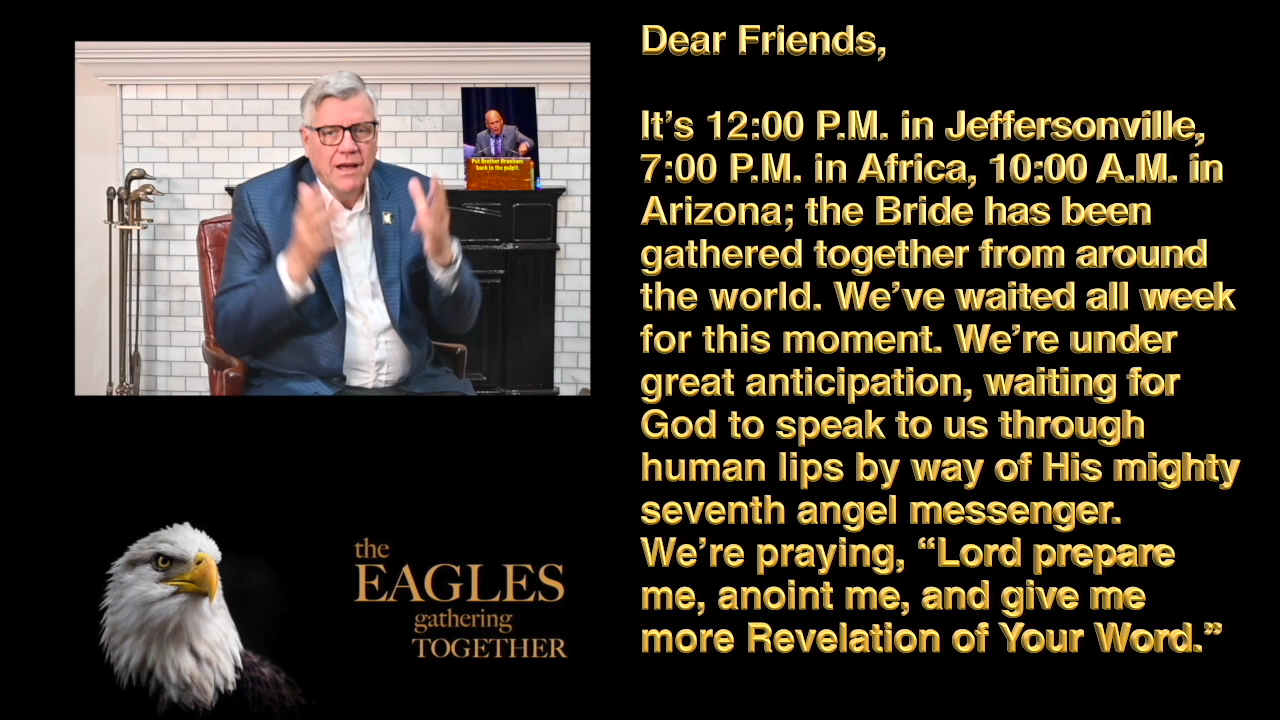 Dear Friends,
It’s 12:00 P.M. in Jeffersonville,
7:00 P.M. in Africa, 10:00 A.M. in
Arizona; the Bride has been
gathered together from around
the world. We’ve waited all week
for this moment. We’re under
great anticipation, waiting for
God to speak to us through
human lips by way of His mighty
seventh angel messenger.
We’re praying, “Lord prepare
me, anoint me, and give me
more Revelation of Your Word.”
Put Brother Branham
back in the pulpit.
the
EAGLES
gathering
TOGETHER